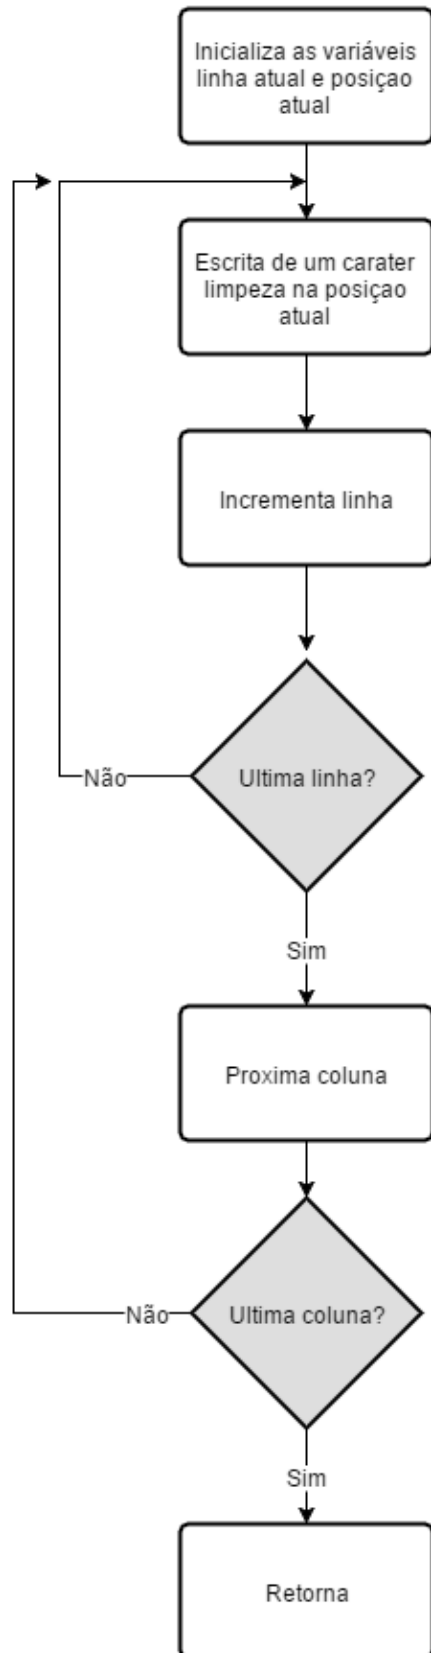 Inicializa as variáveis
linha atual e posiçao
atual
Escrita de um carater
limpeza na posiçao
atual
Incrementa linha
Ultima linha?
Não
Sim
Proxima coluna
Ultima coluna?
Não
Sim
Retorna